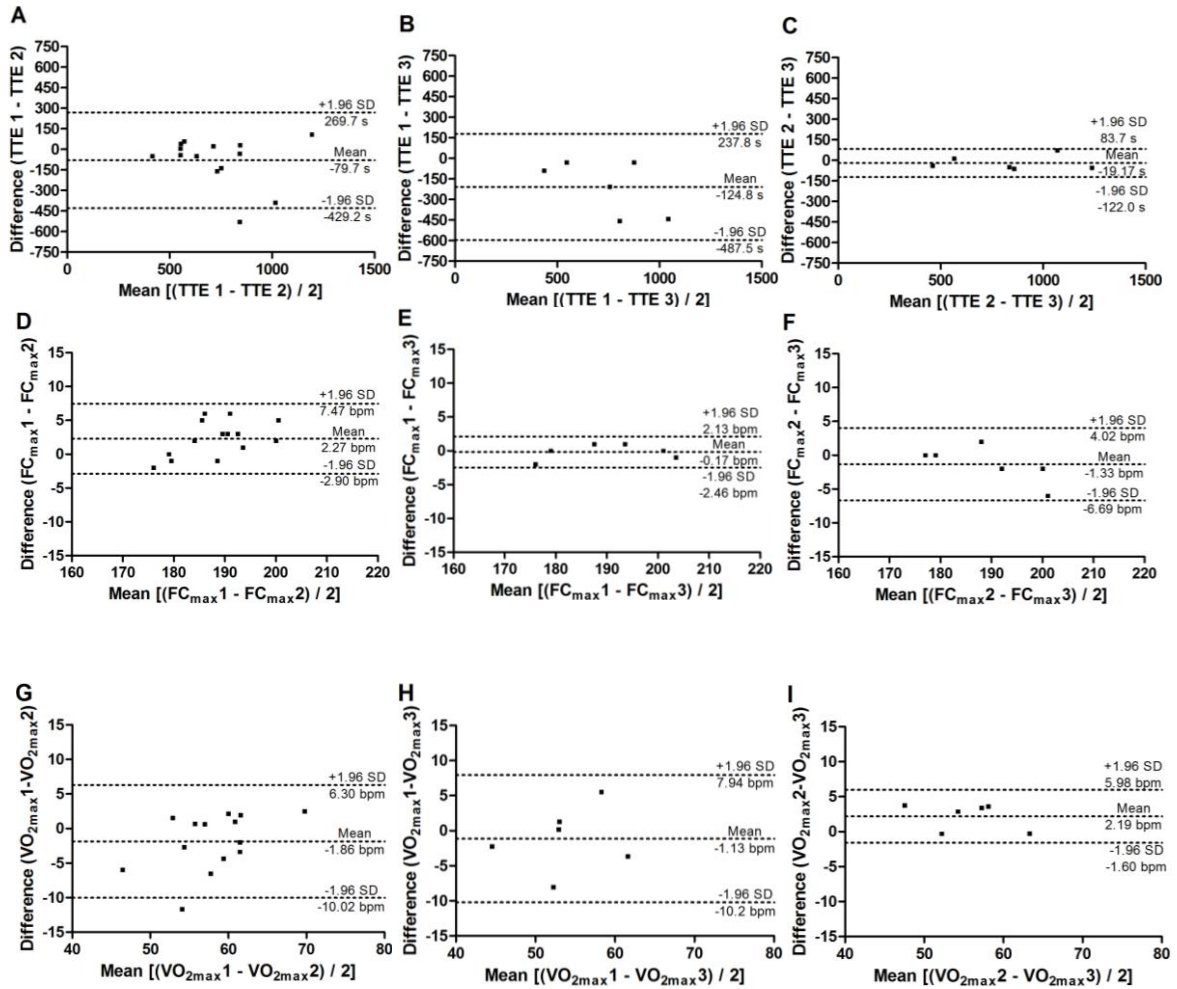 A
Difference (TTE 1 - TTE 2)
750
600
450
300
150
0
-150
-300
-450
-600
-750
+1.96 SD
269.7 s
Mean
-79.7 s
-1.96 SD
-429.2 s
0 500 1000 1500
Mean [(TTE 1 - TTE 2) / 2]
B
Difference (TTE 1 - TTE 3)
750
600
450
300
150
0
-150
-300
-450
-600
-750
+1.96 SD
237.8 s
Mean
-124.8 s
-1.96 SD
-487.5 s
0 500 1000 1500
Mean [(TTE 1 - TTE 3) / 2]
C
Difference (TTE 2 - TTE 3)
750
600
450
300
150
0
-150
-300
-450
-600
-750
+1.96 SD
83.7 s
Mean
-19.17 s
-1.96 SD
-122.0 s
0 500 1000 1500
Mean [(TTE 2 - TTE 3) / 2]
D
Difference (FCmax1 - FCmax2)
15
10
5
0
-5
-10
-15
+1.96 SD
7.47 bpm
Mean
2.27 bpm
-1.96 SD
-2.90 bpm
160 170 180 190 200 210 220
Mean [(FCmax1 - FCmax2) / 2]
E
Difference (FCmax1 - FCmax3)
15
10
5
0
-5
-10
-15
+1.96 SD
2.13 bpm
Mean
-0.17 bpm
-1.96 SD
-2.46 bpm
160 170 180 190 200 210 220
Mean [(FCmax1 - FCmax3) / 2]
F
Difference (FCmax2 - FCmax3)
15
10
5
0
-5
-10
-15
+1.96 SD
4.02 bpm
Mean
-1.33 bpm
-1.96 SD
-6.69 bpm
160 170 180 190 200 210 220
Mean [(FCmax2 - FCmax3) / 2]
G
Difference (VO2max1-VO2max2)
15
10
5
0
-5
-10
-15
+1.96 SD
6.30 bpm
Mean
-1.86 bpm
-1.96 SD
-10.02 bpm
40 50 60 70 80
Mean [(VO2max1 - VO2max2) / 2]
H
Difference (VO2max1-VO2max3)
15
10
5
0
-5
-10
-15
+1.96 SD
7.94 bpm
Mean
-1.13 bpm
-1.96 SD
-10.2 bpm
40 50 60 70 80
Mean [(VO2max1 - VO2max3) / 2]
I
Difference (VO2max2-VO2max3)
15
10
5
0
-5
-10
-15
+1.96 SD
5.98 bpm
Mean
2.19 bpm
-1.96 SD
-1.60 bpm
40 50 60 70 80
Mean [(VO2max2 - VO2max3) / 2]